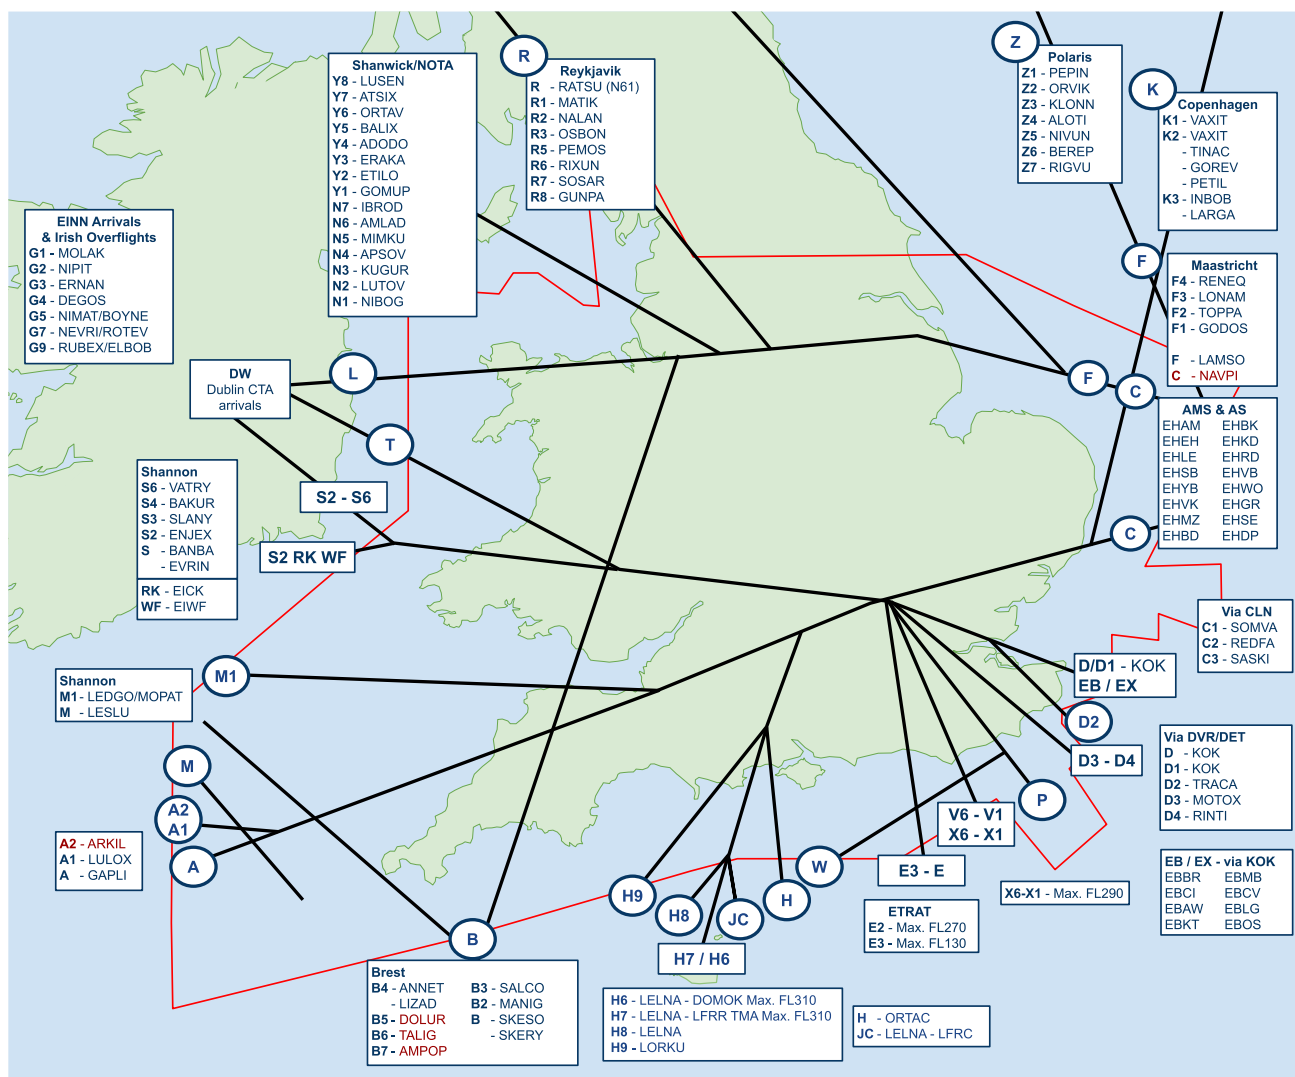 R
Z
K
Shanwick/NOTA
Y8 - LUSEN
Y7 - ATSIX
Y6 - ORTAV
Y5 - BALIX
Y4 - ADODO
Y3 - ERAKA
Y2 - ETILO
Y1 - GOMUP
N7 - IBROD
N6 - AMLAD
N5 - MIMKU
N4 - APSOV
N3 - KUGUR
N2 - LUTOV
N1 - NIBOG
Reykjavik
R - RATSU (N61)
R1 - MATIK
R2 - NALAN
R3 - OSBON
R5 - PEMOS
R6 - RIXUN
R7 - SOSAR
R8 - GUNPA
Polaris
Z1 - PEPIN
Z2 - ORVIK
Z3 - KLONN
Z4 - ALOTI
Z5 - NIVUN
Z6 - BEREP
Z7 - RIGVU
Copenhagen
K1 - VAXIT
K2 - VAXIT
- TINAC
- GOREV
- PETIL
K3 - INBOB
- LARGA
EINN Arrivals
& Irish Overflights
G1 - MOLAK
G2 - NIPIT
G3 - ERNAN
G4 - DEGOS
G5 - NIMAT/BOYNE
G7 - NEVRI/ROTEV
G9 - RUBEX/ELBOB
F
Maastricht
F4 - RENEQ
F3 - LONAM
F2 - TOPPA
F1 - GODOS
F - LAMSO
C - NAVPI
DW
Dublin CTA
arrivals
L
F
C
T
AMS & AS
EHAM EHBK
EHEH EHKD
EHLE EHRD
EHSB EHVB
EHYB EHWO
EHVK EHGR
EHMZ EHSE
EHBD EHDP
Shannon
S6 - VATRY
S4 - BAKUR
S3 - SLANY
S2 - ENJEX
S - BANBA
- EVRIN
RK - EICK
WF - EIWF
S2 - S6
S2 RK WF
C
Via CLN
C1 - SOMVA
C2 - REDFA
C3 - SASKI
Shannon
M1- LEDGO/MOPAT
M - LESLU
M1
D/D1 - KOK
EB / EX
D2
D3 - D4
Via DVR/DET
D - KOK
D1 - KOK
D2 - TRACA
D3 - MOTOX
D4 - RINTI
M
A2
A1
A
A2 - ARKIL
A1 - LULOX
A - GAPLI
P
V6 - V1
X6 - X1
W
E3 - E
EB / EX - via KOK
EBBR EBMB
EBCI EBCV
EBAW EBLG
EBKT EBOS
X6-X1 - Max. FL290
ETRAT
E2 - Max. FL270
E3 - Max. FL130
H9
H8
JC
H
H7 / H6
B
Brest
B4 - ANNET B3 - SALCO
- LIZAD B2 - MANIG
B5 - DOLUR B - SKESO
B6 - TALIG - SKERY
B7 - AMPOP
H6 - LELNA - DOMOK Max. FL310
H7 - LELNA - LFRR TMA Max. FL310
H8 - LELNA
H9 - LORKU
H - ORTAC
JC - LELNA - LFRC